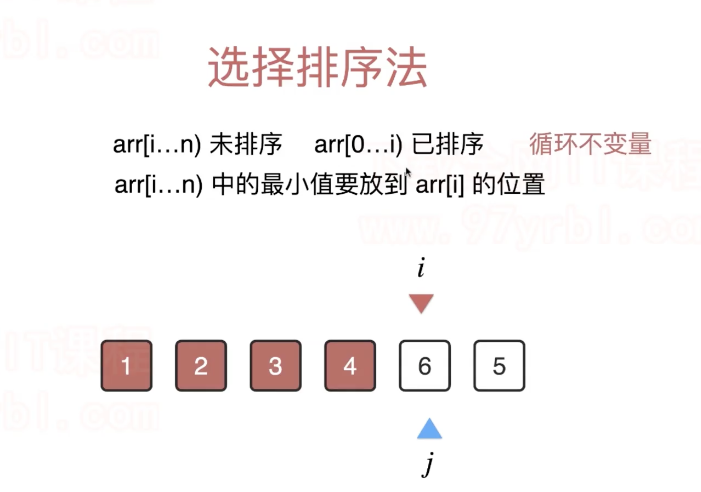 选择排序法
arr[i…n) 未排序 arr[0…i) 已排序 循环不变量
arr[i…n) 中的最小值要放到 arr[i] 的位置
www.97yrbl.com
i
1 2 3 4 6 5
j